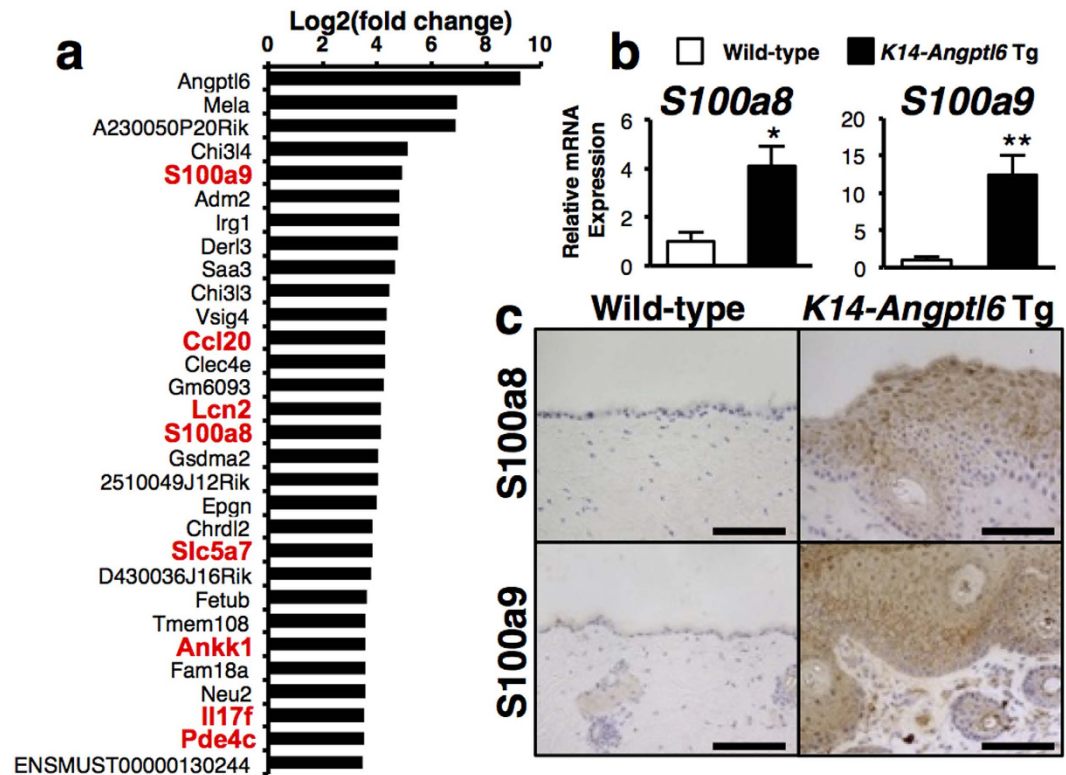 a
Log2(fold change)
0 2 4 6 8 10
Angptl6
Mela
A230050P20Rik
Chi3l4
S100a9
Adm2
Irg1
Derl3
Saa3
Chi3l3
Vsig4
Ccl20
Clec4e
Gm6093
Lcn2
S100a8
Gsdma2
2510049J12Rik
Epgn
Chrdl2
Slc5a7
D430036J16Rik
Fetub
Tmem108
Ankk1
Fam18a
Neu2
Il17f
Pde4c
ENSMUST00000130244
b
Wild-type K14-Angptl6 Tg
S100a8
Relative mRNA
Expression
6
4
2
0
*
S100a9
20
15
10
5
0
**
c
Wild-type K14-Angptl6 Tg
S100a8
S100a9